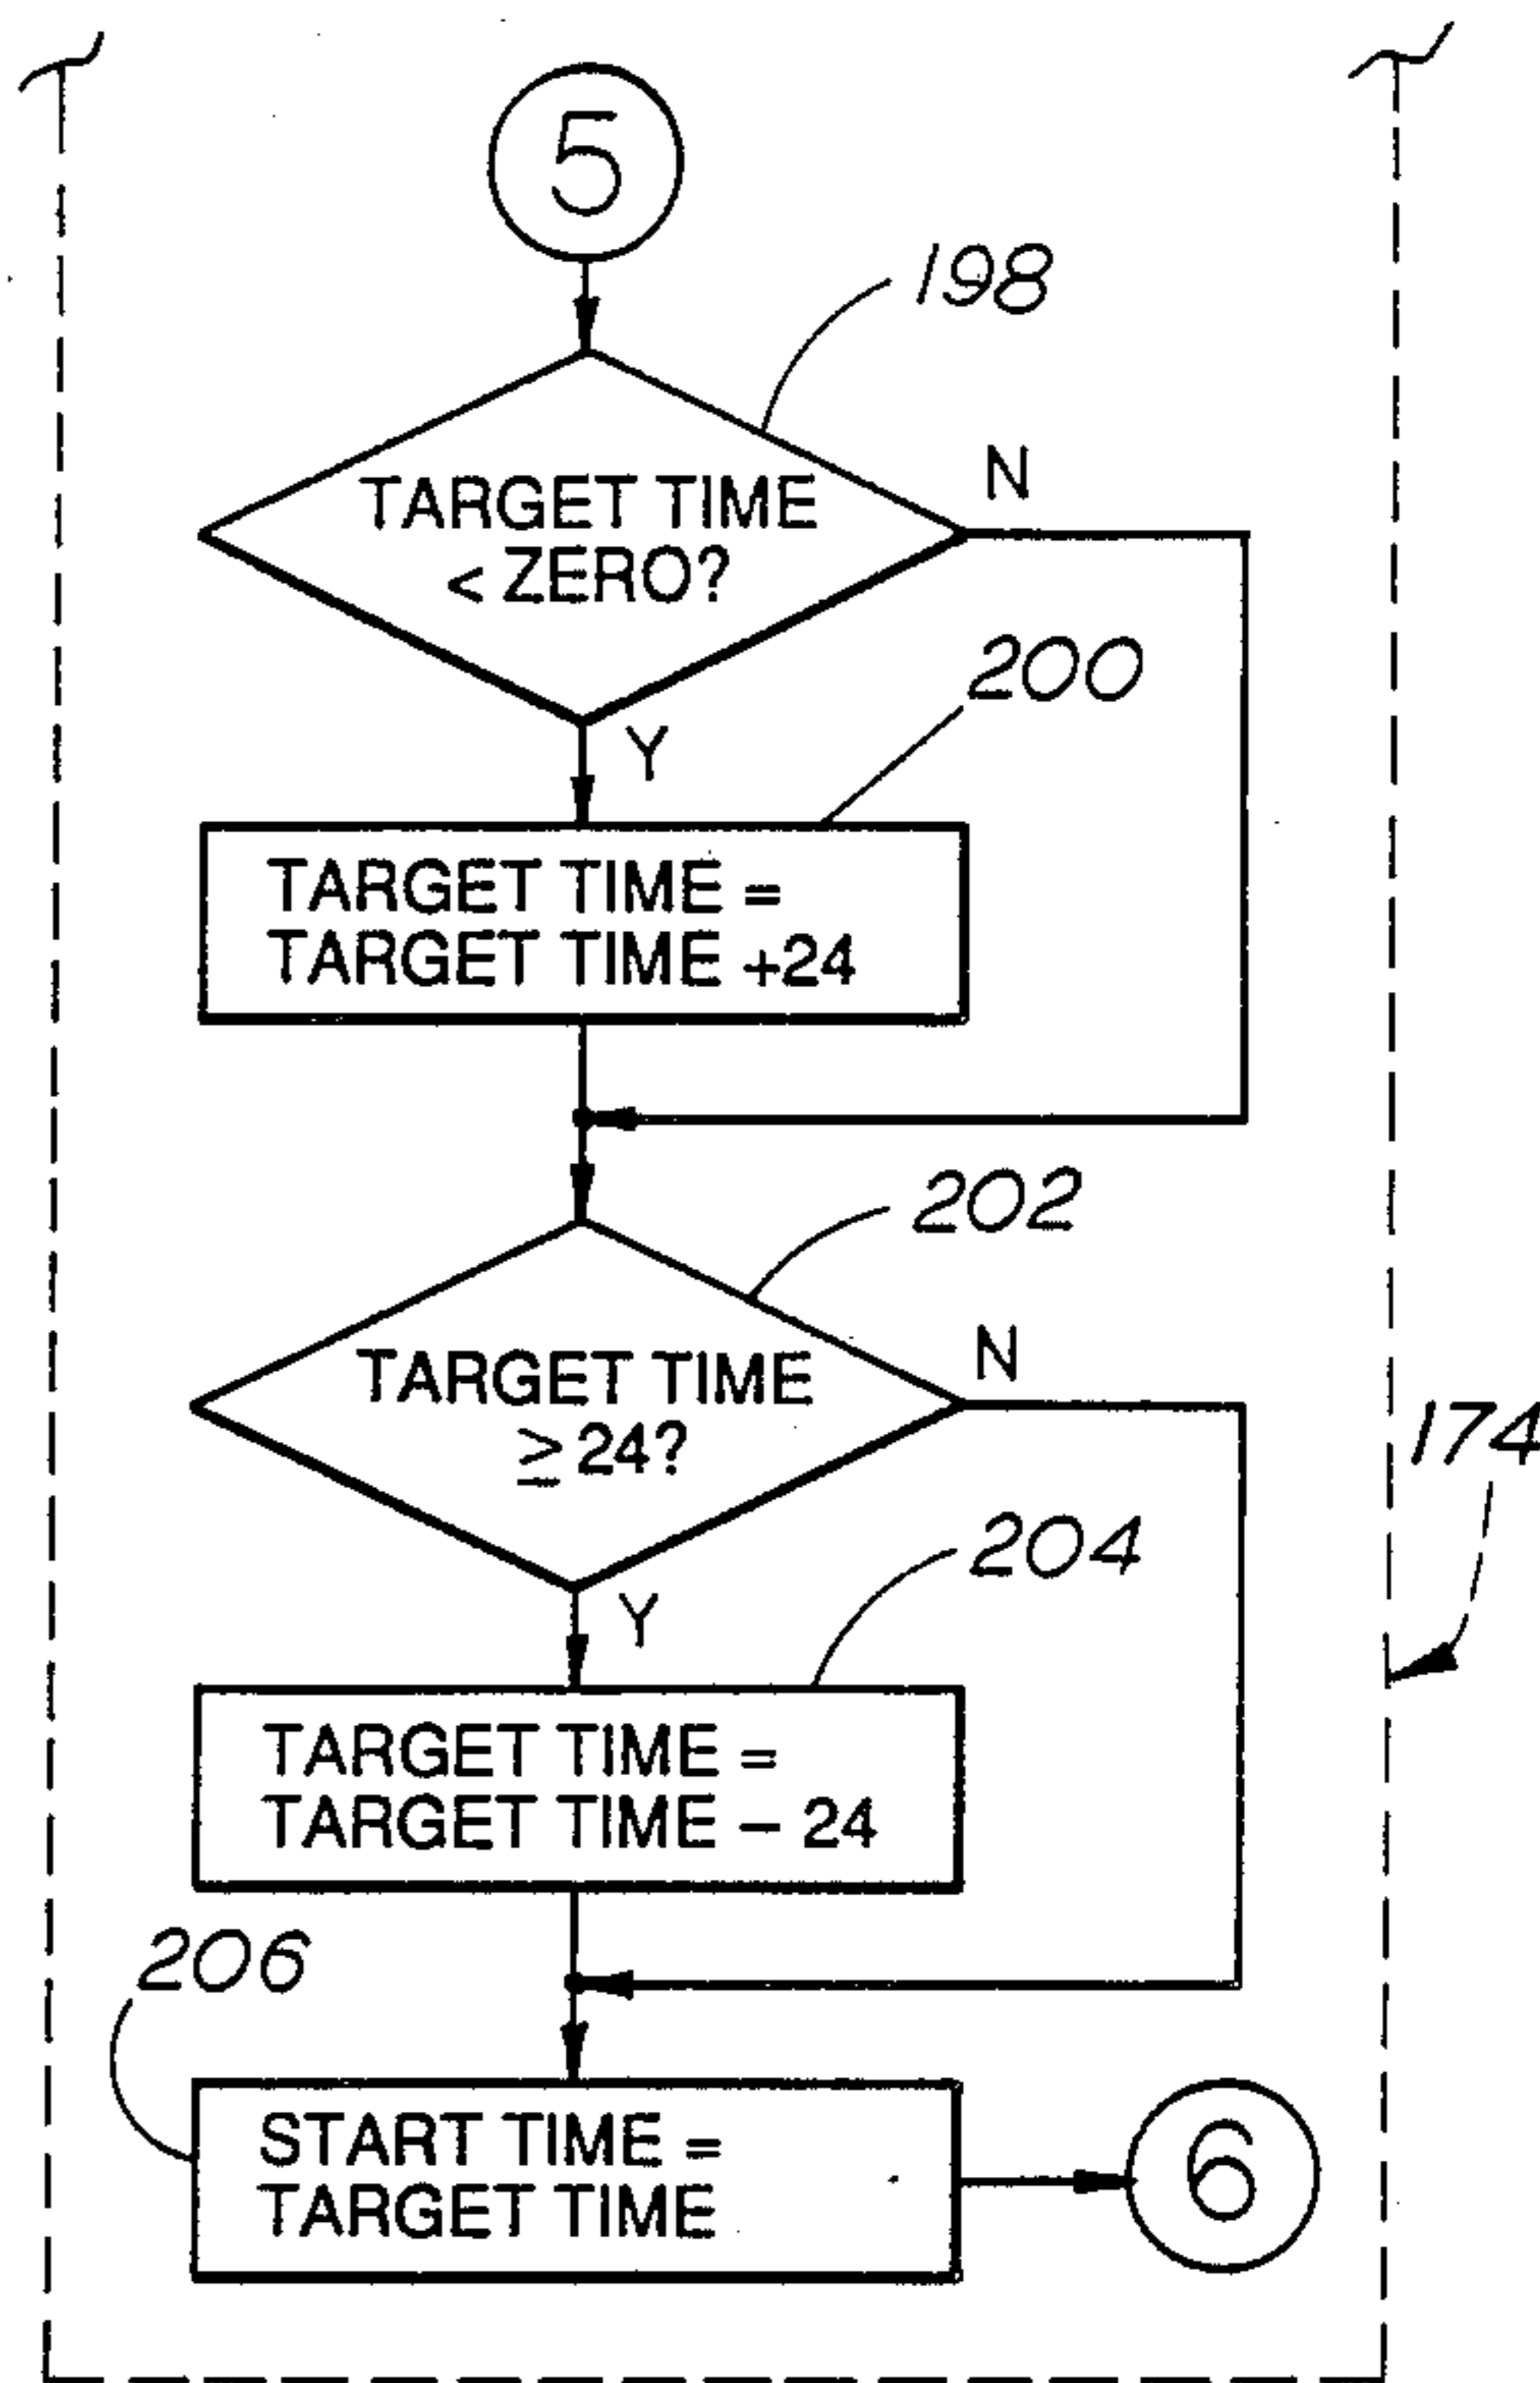 5
198
TARGET TIME
< ZERO?
N
Y
200
TARGET TIME =
TARGET TIME +24
202
TARGET TIME
≥ 24?
N
Y
174
204
TARGET TIME =
TARGET TIME – 24
206
START TIME =
TARGET TIME
6